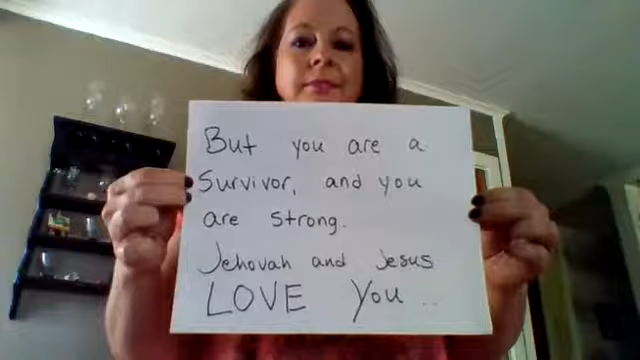 But you are a
Survivor, and you
are strong.
Jehovah and Jesus
LOVE You ..